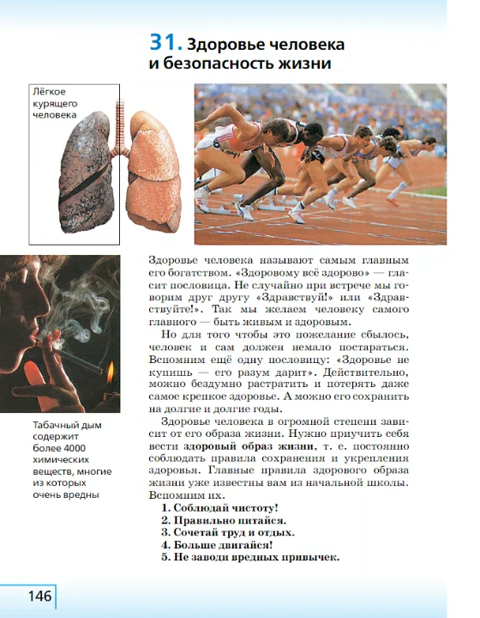 31. Здоровье человека
и безопасность жизни
Лёгкое
курящего
человека
Здоровье человека называют самым главным
его богатством. «Здоровому всё здорово» — гла-
сит пословица. Не случайно при встрече мы го-
ворим друг другу «Здравствуй!» или «Здрав-
ствуйте!». Так мы желаем человеку самого
главного — быть живым и здоровым.
Но для того чтобы это пожелание сбылось,
человек и сам должен немало постараться.
Вспомним ещё одну пословицу: «Здоровье не
купишь — его разум дарит». Действительно,
можно бездумно растратить и потерять даже
самое крепкое здоровье. А можно его сохранить
на долгие и долгие годы.
Здоровье человека в огромной степени зави-
сит от его образа жизни. Нужно приучить себя
вести здоровый образ жизни, т. е. постоянно
соблюдать правила сохранения и укрепления
здоровья. Главные правила здорового образа
жизни уже известны вам из начальной школы.
Вспомним их.
1. Соблюдай чистоту!
2. Правильно питайся.
3. Сочетай труд и отдых.
4. Больше двигайся!
5. Не заводи вредных привычек.
Табачный дым
содержит
более 4000
химических
веществ, многие
из которых
очень вредны
146